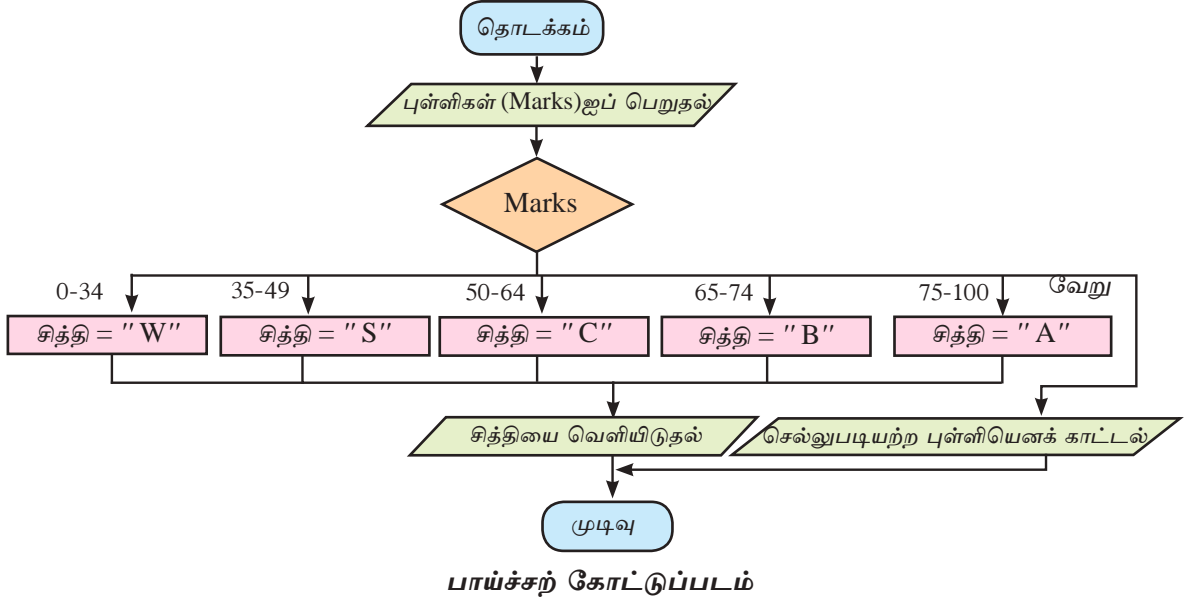 தொடக்கம்
புள்ளிகள் (Marks)ஐப் பெறுதல்
Marks
0-34 35-49 50-64 65-74 75-100 வேறு
சித்தி = "W" சித்தி = "S" சித்தி = "C" சித்தி = "B" சித்தி = "A"
சித்தியை வெளியிடுதல் செல்லுபடியற்ற புள்ளியெனக் காட்டல்
முடிவு
பாய்ச்சற் கோட்டுப்படம்